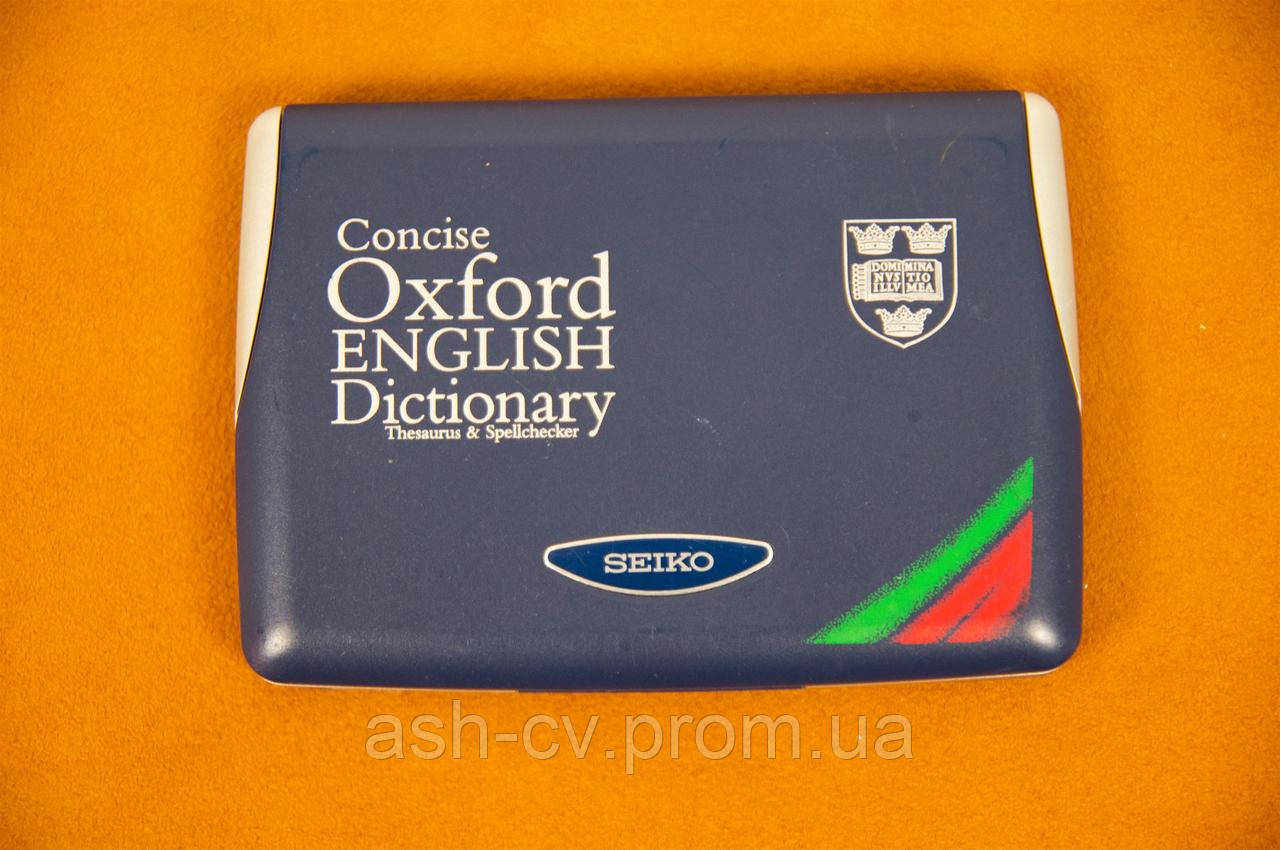 Concise
Oxford
ENGLISH
Dictionary
Thesaurus & Spellchecker
DOMI MINA
NVS TIO
ILLV MEA
SEIKO
ash-cv.prom.ua